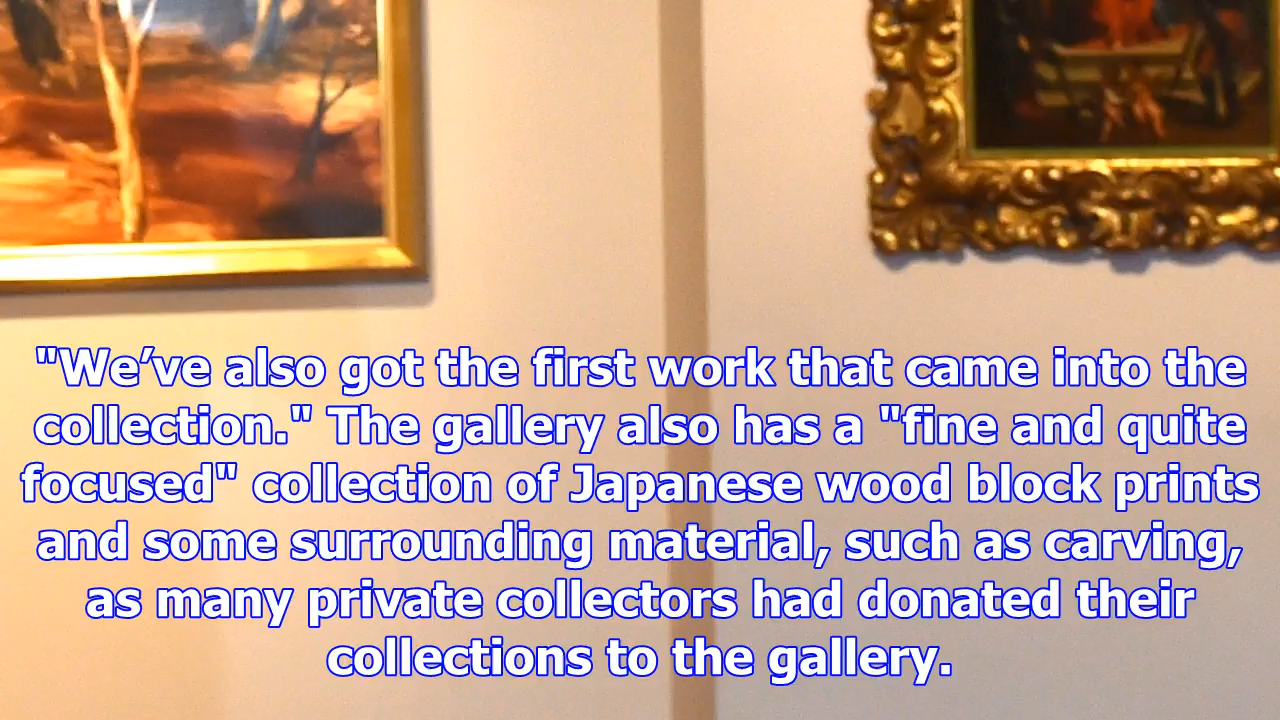 "We’ve also got the first work that came into the
collection." The gallery also has a "fine and quite
focused" collection of Japanese wood block prints
and some surrounding material, such as carving,
as many private collectors had donated their
collections to the gallery.